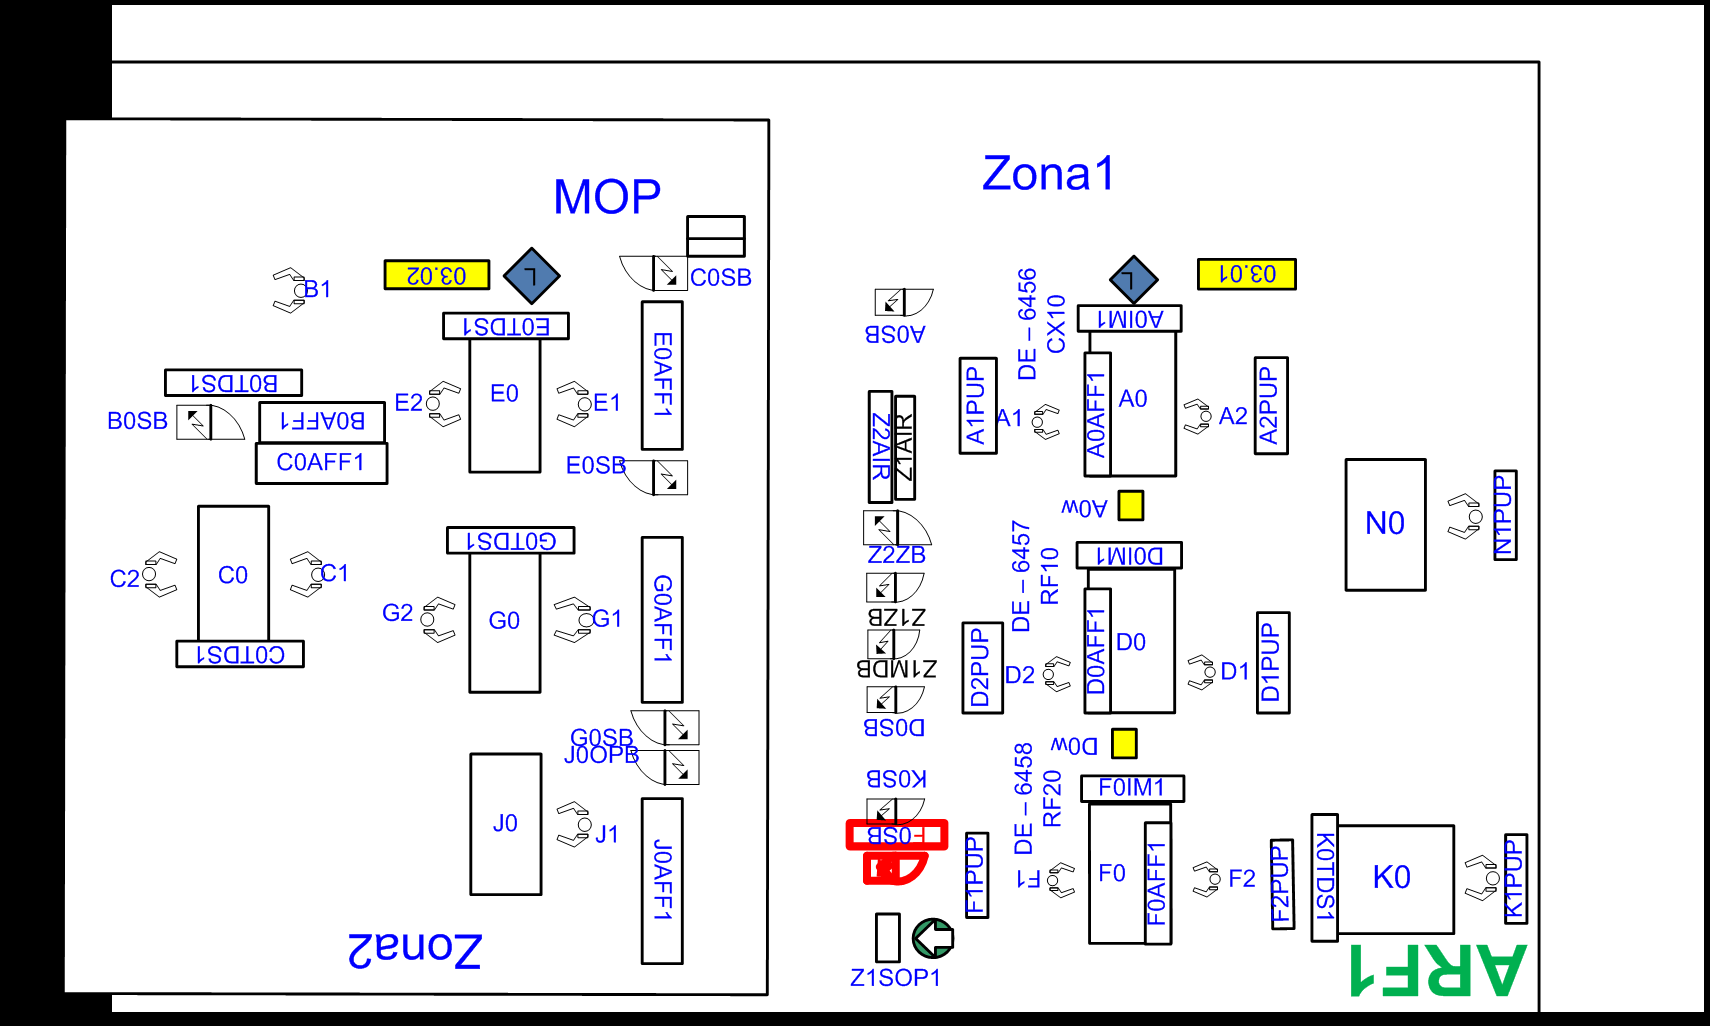 Zona1
MOP
B1
03.02
L
C0SB
E0TDS1
E0AFF1
E0
E2
E1
B0TDS1
B0SB
B0AFF1
C0AFF1
E0SB
C0
C2
C1
C0TDS1
G0TDS1
G0
G2
G1
G0AFF1
G0SB
J0OPB
J0
J1
J0AFF1
Zona2
A0SB
DE – 6456
CX10
L
03.01
A0IM1
A0AFF1
A0
A1PUP
A1
A2
A2PUP
Z2AIR
Z1AIR
A0w
Z2ZB
Z1ZB
Z1MDB
D0SB
DE – 6457
RF10
D0IM1
D0AFF1
D0
D2PUP
D2
D1
D1PUP
D0w
N0
N1PUP
K0SB
F0SB
DE – 6458
RF20
F0IM1
F0
F0AFF1
F1PUP
F1
F2
F2PUP
K0TDS1
K0
K1PUP
Z1SOP1
ARF1